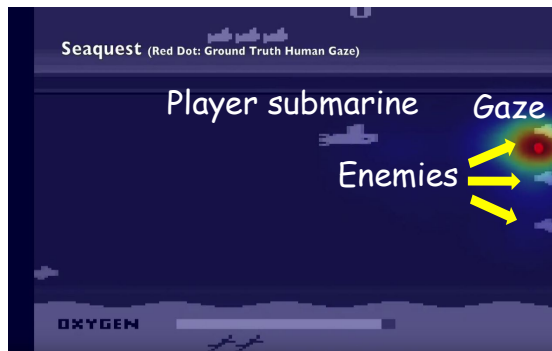 Seaquest (Red Dot: Ground Truth Human Gaze)
Player submarine
Gaze
Enemies
OXYGEN